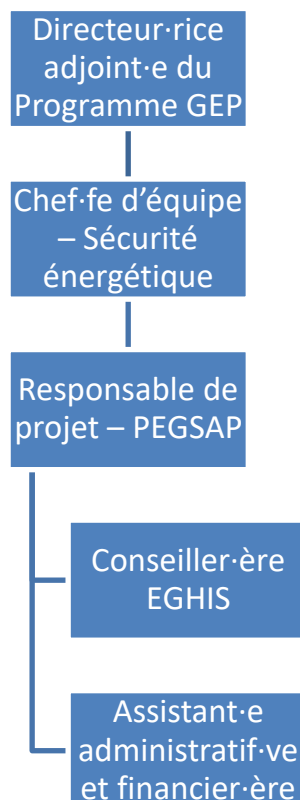 Directeur·rice
adjoint·e du
Programme GEP
Chef·fe d'équipe
– Sécurité
énergétique
Responsable de
projet – PEGSAP
Conseiller·ère
EGHIS
Assistant·e
administratif·ve
et financier·ère